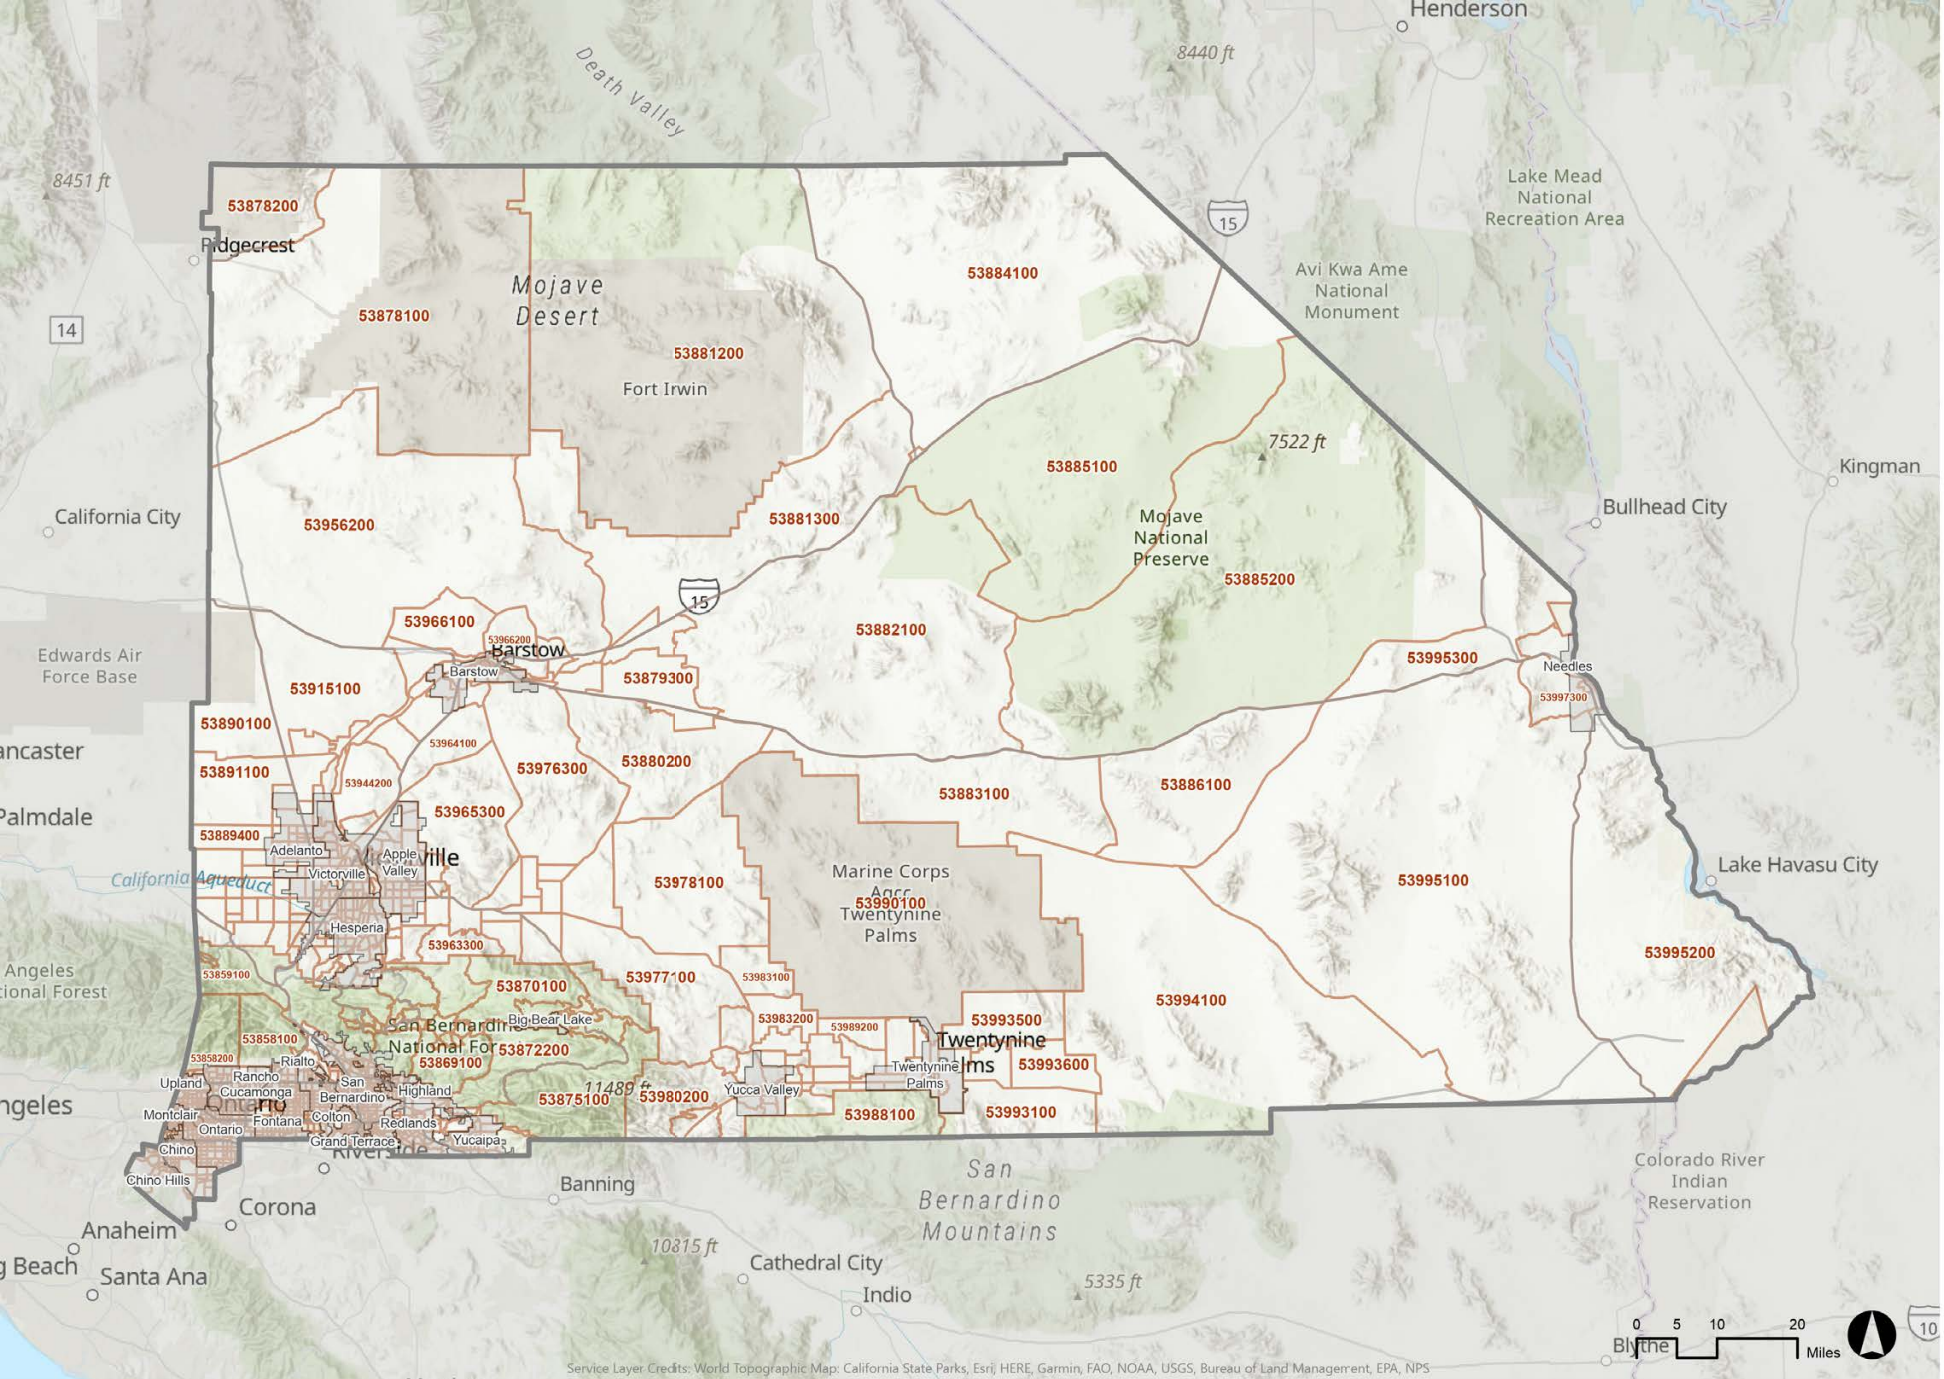 Henderson
8440 ft
Death Valley
8451 ft
Lake Mead
National
Recreation Area
53878200
15
Ridgecrest
53884100
Avi Kwa Ame
National
Monument
Mojave
Desert
53878100
14
53881200
Fort Irwin
7522 ft
53885100
Kingman
Bullhead City
California City
53956200
53881300
Mojave
National
Preserve
53885200
15
53966100
53882100
53966200
Barstow
Barstow
Edwards Air
Force Base
53995300
Needles
53879300
53915100
53997300
53890100
53964100
ancaster
53976300
53880200
53891100
53944200
53886100
53883100
53965300
Palmdale
53889400
Adelanto
Apple
Valley
ville
Victorville
California Aqueduct
Marine Corps
Agcc
53990100
Twentynine
Palms
53978100
53995100
Lake Havasu City
Hesperia
53963300
53995200
Angeles
tional Forest
53859100
53977100
53983100
53870100
53994100
Big Bear Lake
53983200
53989200
53993500
San Bernardino
National For
53858100
53872200
Twentynine
lms
53858200
Rialto
53869100
Twentynine
Palms
53993600
Upland
Rancho
Cucamonga
San
Bernardino
Highland
11489 ft
Yucca Valley
53875100
53980200
ngeles
Ontario
Montclair
Colton
Fontana
Redlands
53988100
53993100
Ontario
Grand Terrace
Yucaipa
Chino
Riverside
Chino Hills
San
Bernardino
Mountains
Colorado River
Indian
Reservation
Banning
Corona
Anaheim
10815 ft
Cathedral City
g Beach
Santa Ana
5335 ft
Indio
0 5 10 20
Miles
Blythe
10
Service Layer Credits: World Topographic Map: California State Parks, Esri, HERE, Garmin, FAO, NOAA, USGS, Bureau of Land Management, EPA, NPS